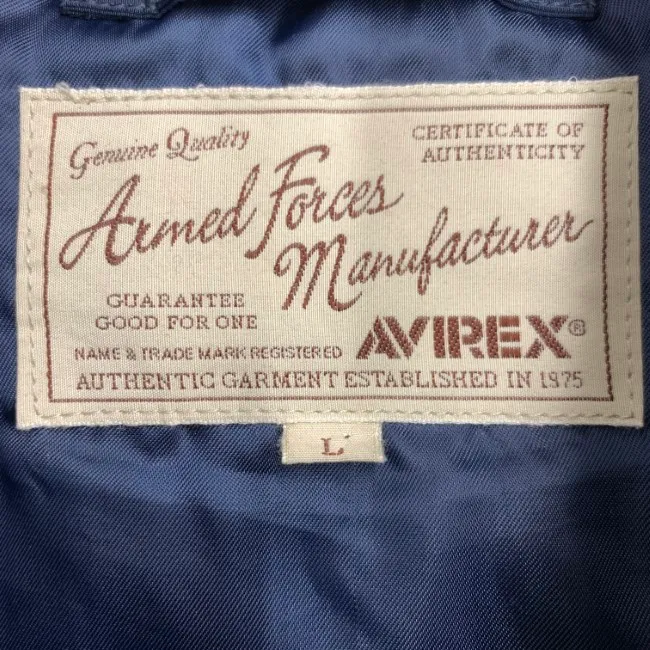 Genuine Quality
CERTIFICATE OF
AUTHENTICITY
Armed Forces
Manufacturer
GUARANTEE
GOOD FOR ONE
NAME & TRADE MARK REGISTERED
AVIREX®
AUTHENTIC GARMENT ESTABLISHED IN 1975
L